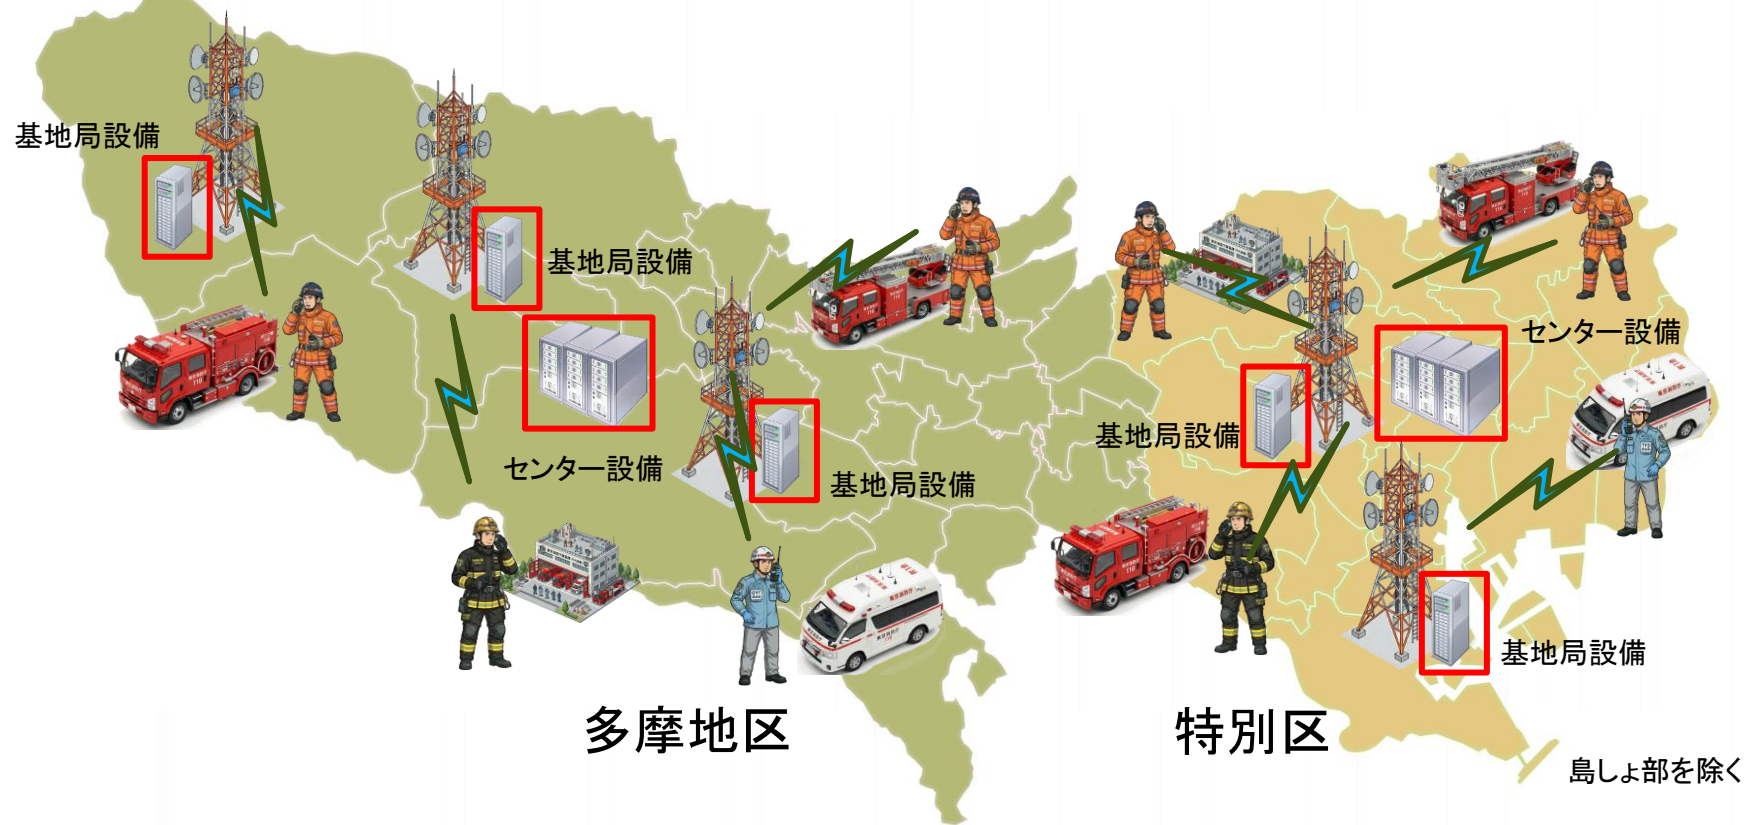 基地局設備
基地局設備
センター設備
基地局設備
センター設備
基地局設備
基地局設備
多摩地区
特別区
島しょ部を除く